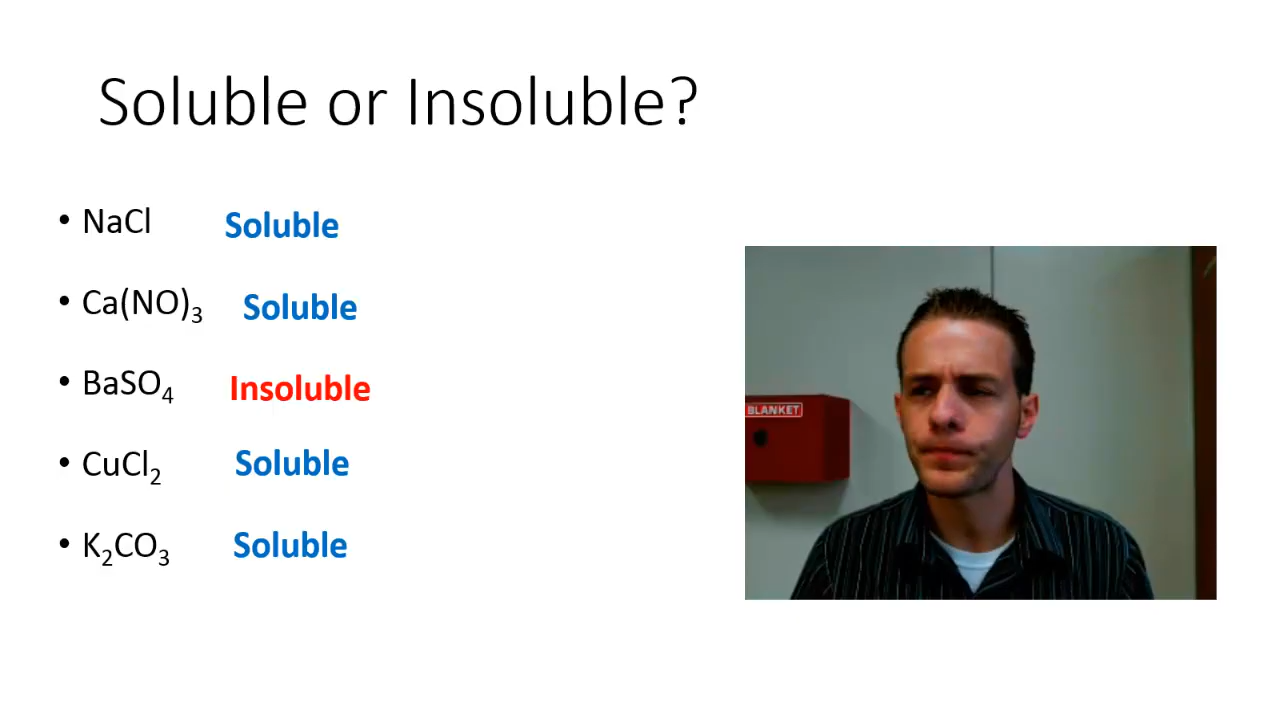 Soluble or Insoluble?
• NaCl Soluble
• Ca(NO)₃ Soluble
• BaSO₄ Insoluble
• CuCl₂ Soluble
• K₂CO₃ Soluble
BLANKET